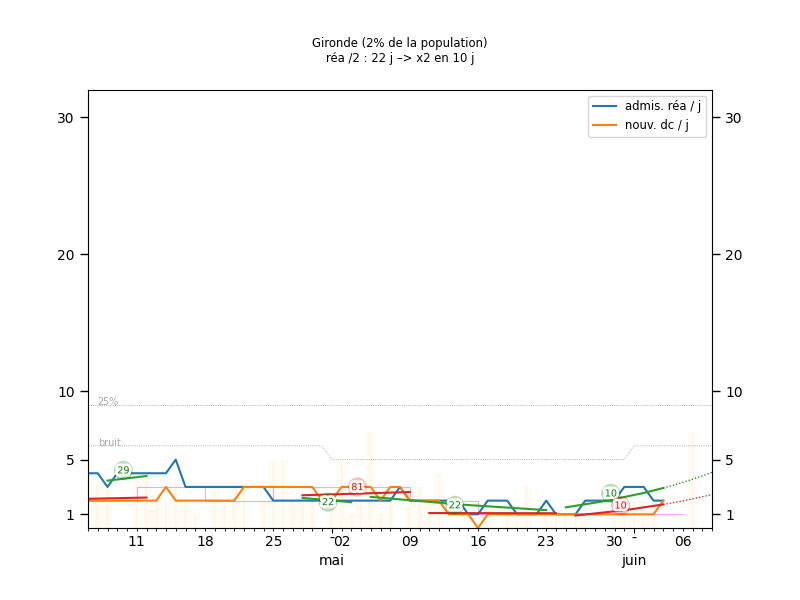 Gironde (2% de la population)
réa /2 : 22 j –> x2 en 10 j
admis. réa / j
nouv. dc / j
30 30
20 20
10 10
25%
bruit
5 5
29
81
22
22
10
10
1 1
11 18 25 02 09 16 23 30 06
mai juin